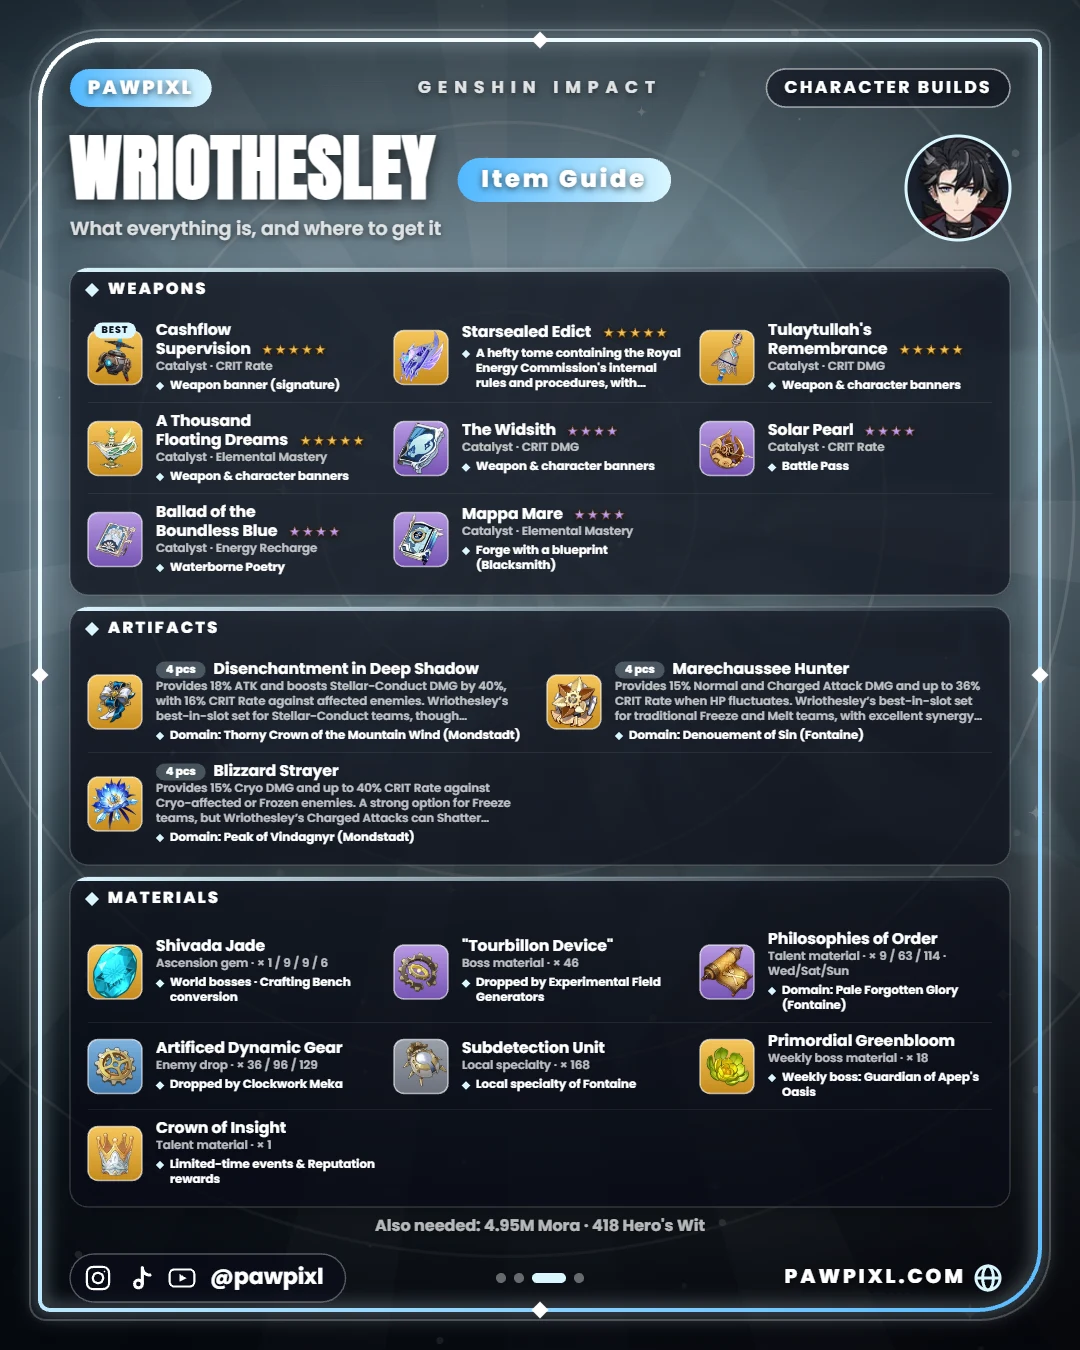 PAWPIXL
GENSHIN IMPACT
CHARACTER BUILDS
WRIOTHESLEY
Item Guide
What everything is, and where to get it
WEAPONS
BEST
Cashflow
Supervision ★★★★★
Catalyst · CRIT Rate
Weapon banner (signature)
Starsealed Edict ★★★★★
A hefty tome containing the Royal
Energy Commission's internal
rules and procedures, with...
Tulaytullah's
Remembrance ★★★★★
Catalyst · CRIT DMG
Weapon & character banners
A Thousand
Floating Dreams ★★★★★
Catalyst · Elemental Mastery
Weapon & character banners
The Widsith ★★★★
Catalyst · CRIT DMG
Weapon & character banners
Solar Pearl ★★★★
Catalyst · CRIT Rate
Battle Pass
Ballad of the
Boundless Blue ★★★★
Catalyst · Energy Recharge
Waterborne Poetry
Mappa Mare ★★★★
Catalyst · Elemental Mastery
Forge with a blueprint
(Blacksmith)
ARTIFACTS
4 pcs Disenchantment in Deep Shadow
Provides 18% ATK and boosts Stellar-Conduct DMG by 40%,
with 16% CRIT Rate against affected enemies. Wriothesley's
best-in-slot set for Stellar-Conduct teams, though...
Domain: Thorny Crown of the Mountain Wind (Mondstadt)
4 pcs Marechaussee Hunter
Provides 15% Normal and Charged Attack DMG and up to 36%
CRIT Rate when HP fluctuates. Wriothesley's best-in-slot set
for traditional Freeze and Melt teams, with excellent synergy...
Domain: Denouement of Sin (Fontaine)
4 pcs Blizzard Strayer
Provides 15% Cryo DMG and up to 40% CRIT Rate against
Cryo-affected or Frozen enemies. A strong option for Freeze
teams, but Wriothesley's Charged Attacks can Shatter...
Domain: Peak of Vindagnyr (Mondstadt)
MATERIALS
Shivada Jade
Ascension gem · × 1 / 9 / 9 / 6
World bosses · Crafting Bench
conversion
"Tourbillon Device"
Boss material · × 46
Dropped by Experimental Field
Generators
Philosophies of Order
Talent material · × 9 / 63 / 114 ·
Wed/Sat/Sun
Domain: Pale Forgotten Glory
(Fontaine)
Artificed Dynamic Gear
Enemy drop · × 36 / 96 / 129
Dropped by Clockwork Meka
Subdetection Unit
Local specialty · × 168
Local specialty of Fontaine
Primordial Greenbloom
Weekly boss material · × 18
Weekly boss: Guardian of Apep's
Oasis
Crown of Insight
Talent material · × 1
Limited-time events & Reputation
rewards
Also needed: 4.95M Mora · 418 Hero's Wit
@pawpixl
PAWPIXL.COM